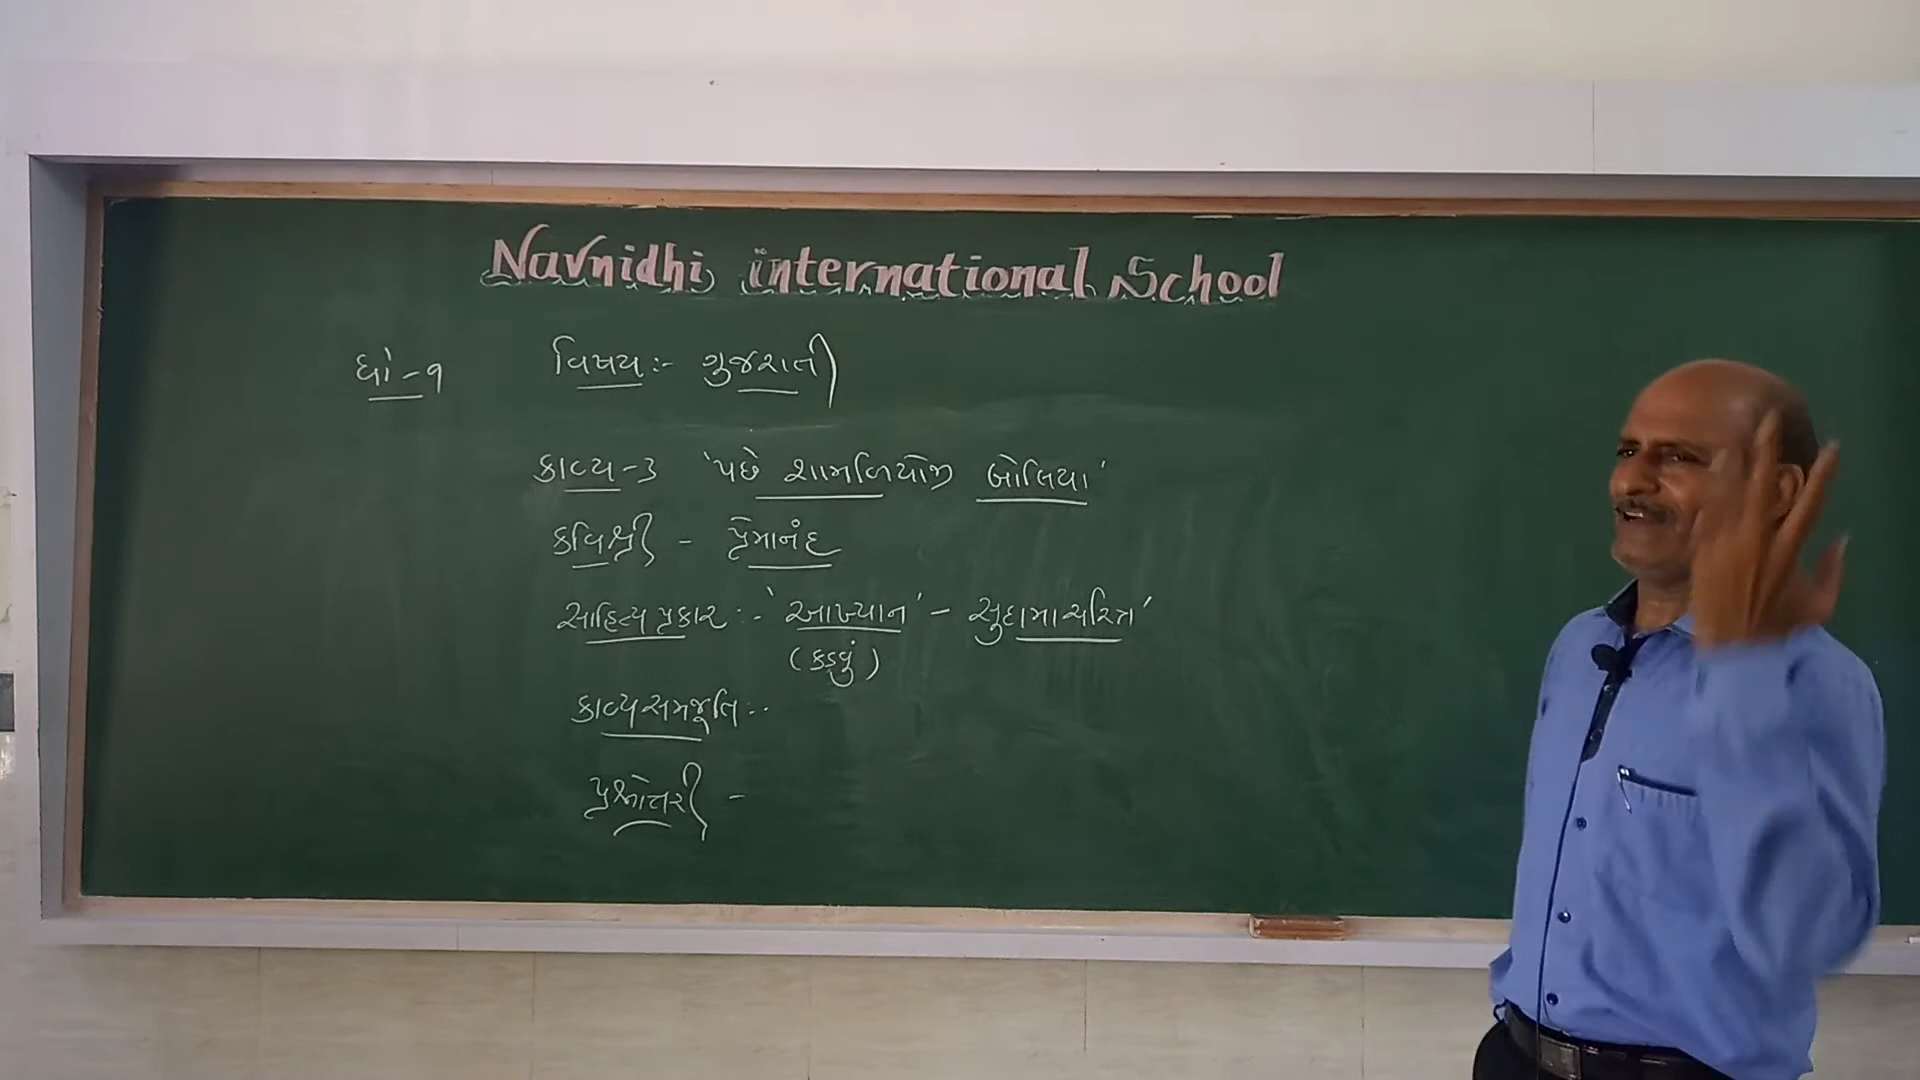 Navnidhi international School
ધો-૧ વિષય:- ગુજરાતી
કાવ્ય-૩ 'પછે શામળિયોજી બોલિયા'
કવિશ્રી - પ્રેમાનંદ
સાહિત્ય પ્રકાર:- 'આખ્યાન' - સુદામાચરિત્ર'
(કડવું)
કાવ્યસમજૂતિ:-
પ્રશ્નોત્તરી -